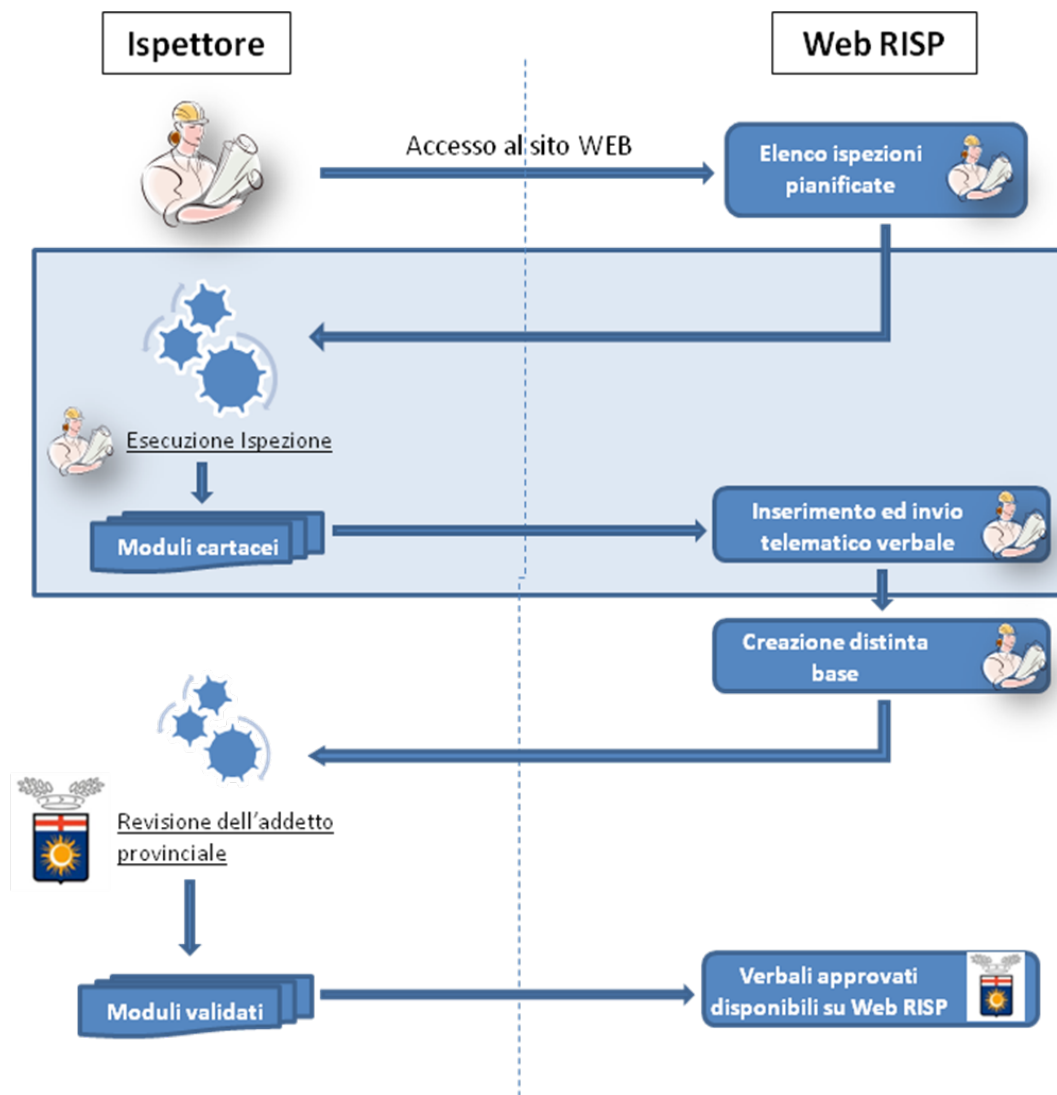 Ispettore
Web RISP
Accesso al sito WEB
Elenco ispezioni
pianificate
Esecuzione Ispezione
Moduli cartacei
Inserimento ed invio
telematico verbale
Creazione distinta
base
Revisione dell'addetto
provinciale
Moduli validati
Verbali approvati
disponibili su Web RISP